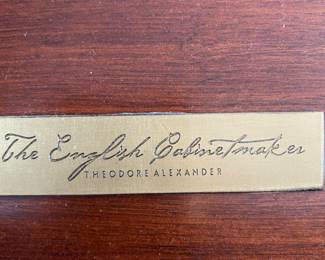 The English Cabinetmaker
THEODORE ALEXANDER